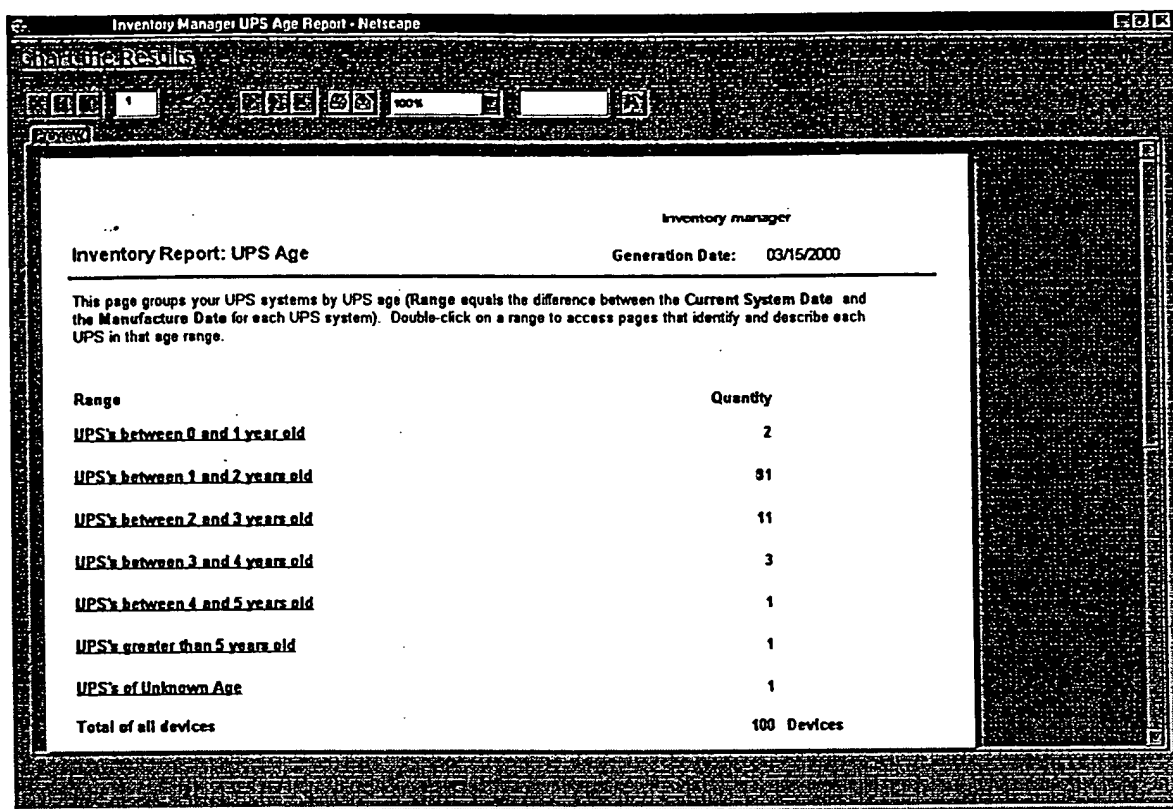 Inventory Manager UPS Age Report - Netscape
Results
1
100%
Preview
Inventory manager
Inventory Report: UPS Age Generation Date: 03/15/2000
This page groups your UPS systems by UPS age (Range equals the difference between the Current System Date and
the Manufacture Date for each UPS system). Double-click on a range to access pages that identify and describe each
UPS in that age range.
Range Quantity
UPS's between 0 and 1 year old 2
UPS's between 1 and 2 years old 81
UPS's between 2 and 3 years old 11
UPS's between 3 and 4 years old 3
UPS's between 4 and 5 years old 1
UPS's greater than 5 years old 1
UPS's of Unknown Age 1
Total of all devices 100 Devices